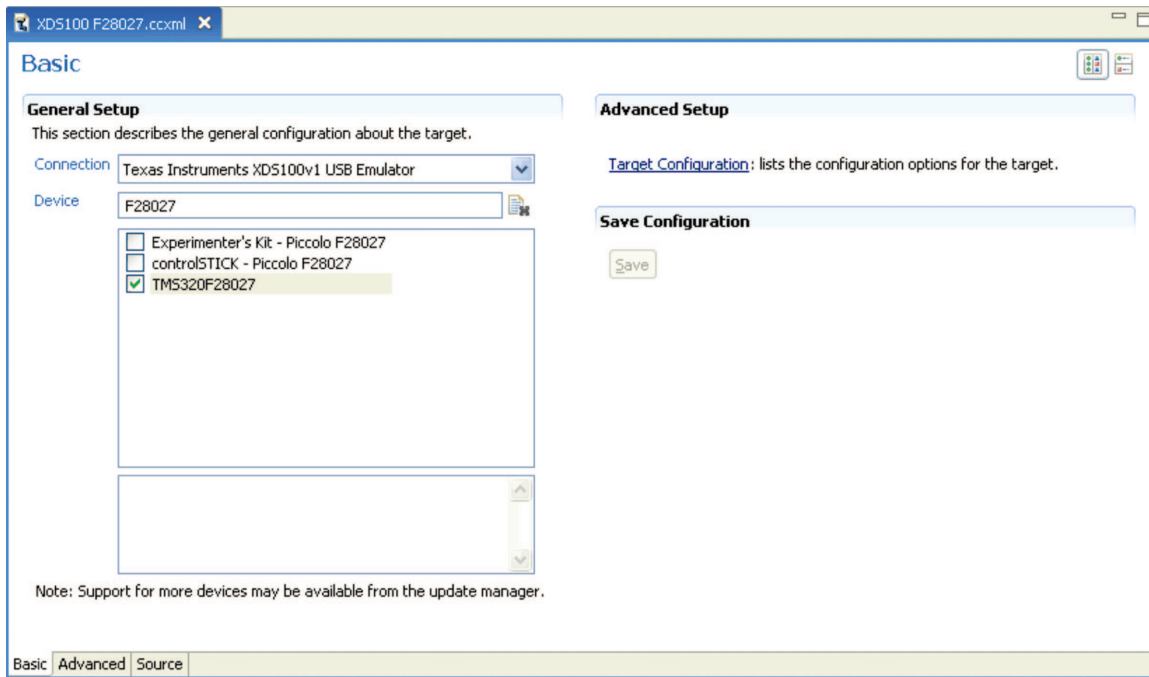 XDS100 F28027.ccxml
Basic
General Setup
This section describes the general configuration about the target.
Connection Texas Instruments XDS100v1 USB Emulator
Device F28027
Experimenter's Kit - Piccolo F28027
controlSTICK - Piccolo F28027
TMS320F28027
Note: Support for more devices may be available from the update manager.
Advanced Setup
Target Configuration: lists the configuration options for the target.
Save Configuration
Save
Basic Advanced Source